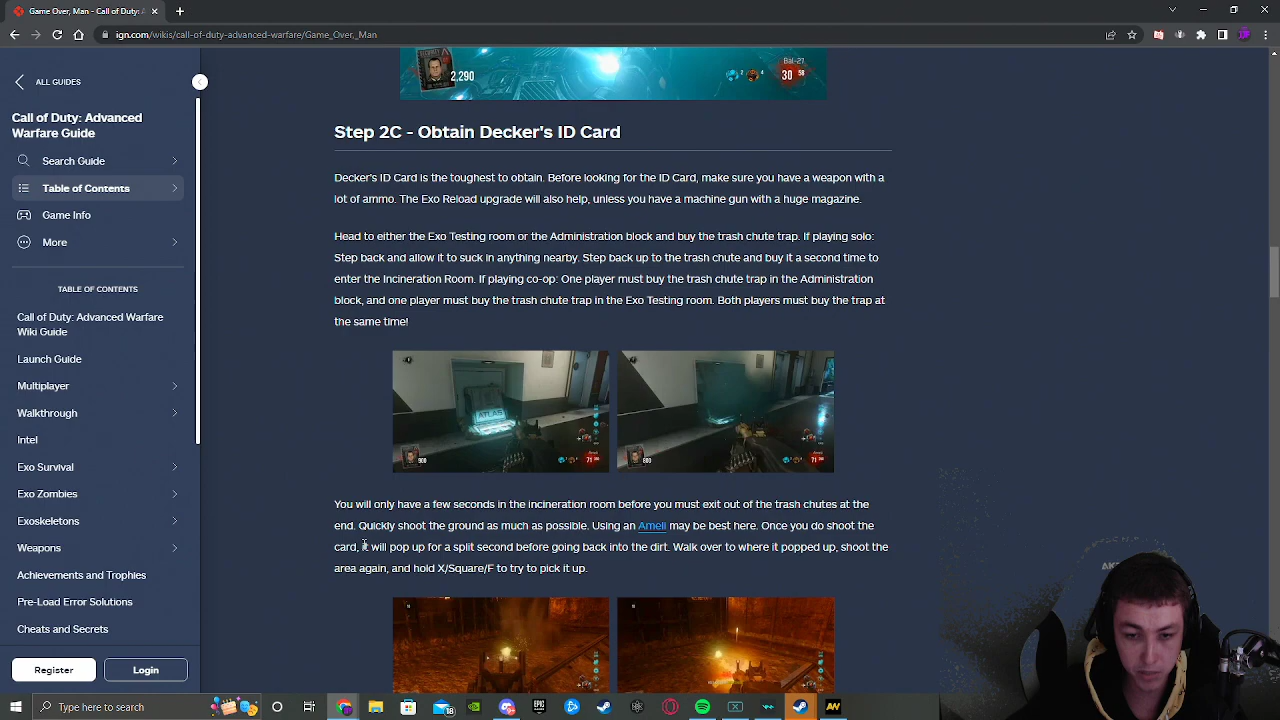 Game Over, Man - Call of Duty: A
ign.com/wikis/call-of-duty-advanced-warfare/Game_Over,_Man
ALL GUIDES
Call of Duty: Advanced
Warfare Guide
Search Guide
Table of Contents
Game Info
More
TABLE OF CONTENTS
Call of Duty: Advanced Warfare
Wiki Guide
Launch Guide
Multiplayer
Walkthrough
Intel
Exo Survival
Exo Zombies
Exoskeletons
Weapons
Achievements and Trophies
Pre-Load Error Solutions
Cheats and Secrets
Register
Login
2,290
Bal-27
30 58
Step 2C - Obtain Decker's ID Card
Decker's ID Card is the toughest to obtain. Before looking for the ID Card, make sure you have a weapon with a
lot of ammo. The Exo Reload upgrade will also help, unless you have a machine gun with a huge magazine.
Head to either the Exo Testing room or the Administration block and buy the trash chute trap. If playing solo:
Step back and allow it to suck in anything nearby. Step back up to the trash chute and buy it a second time to
enter the Incineration Room. If playing co-op: One player must buy the trash chute trap in the Administration
block, and one player must buy the trash chute trap in the Exo Testing room. Both players must buy the trap at
the same time!
ATLAS
You will only have a few seconds in the incineration room before you must exit out of the trash chutes at the
end. Quickly shoot the ground as much as possible. Using an Ameli may be best here. Once you do shoot the
card, it will pop up for a split second before going back into the dirt. Walk over to where it popped up, shoot the
area again, and hold X/Square/F to try to pick it up.
Type here to search